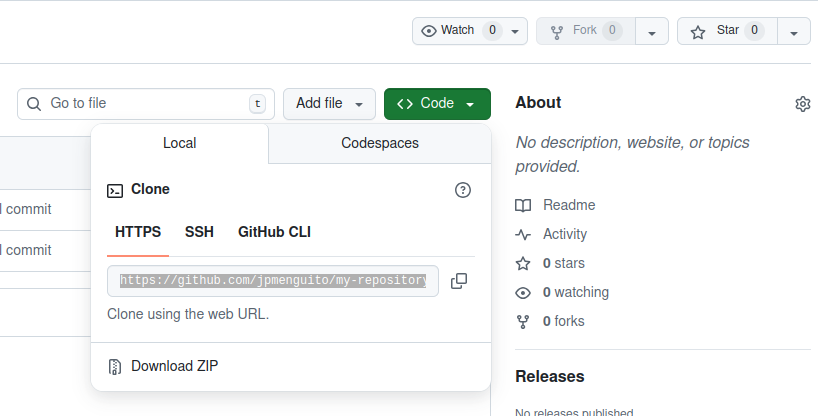 Watch 0 Fork 0 Star 0
Go to file t Add file Code
About
No description, website, or topics
provided.
Local Codespaces
Clone
HTTPS SSH GitHub CLI
https://github.com/jpmenguito/my-repository
Clone using the web URL.
Download ZIP
commit
commit
Readme
Activity
0 stars
0 watching
0 forks
Releases
No releases published